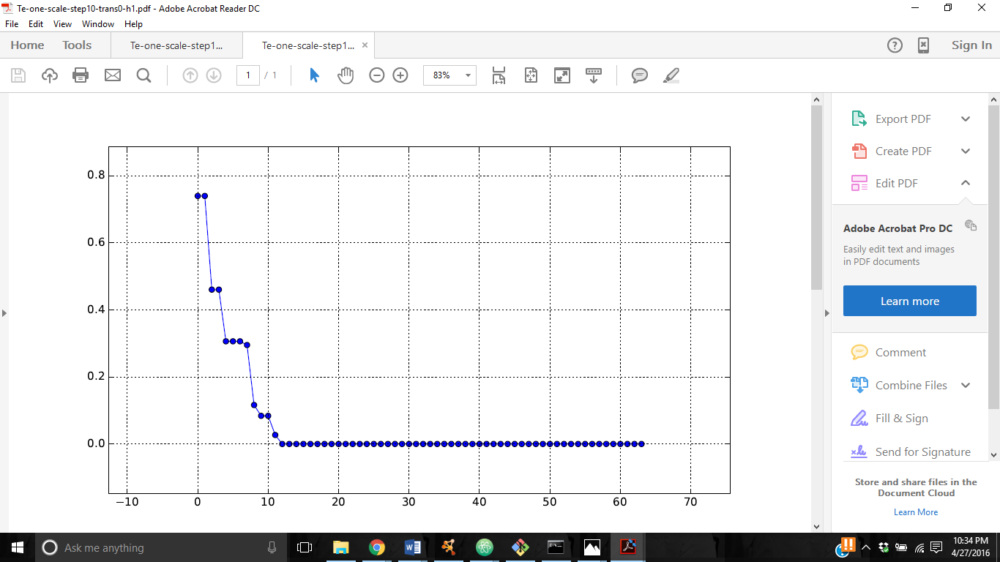 Te-one-scale-step10-trans0-h1.pdf - Adobe Acrobat Reader DC
File Edit View Window Help
Home Tools Te-one-scale-step1... Te-one-scale-step1... × ? Sign In
1 / 1 83%
Export PDF
Create PDF
Edit PDF
Adobe Acrobat Pro DC
Easily edit text and images
in PDF documents
Learn more
Comment
Combine Files
Fill & Sign
Send for Signature
Store and share files in the
Document Cloud
Learn More
0.8
0.6
0.4
0.2
0.0
−10 0 10 20 30 40 50 60 70
Ask me anything
10:34 PM
4/27/2016